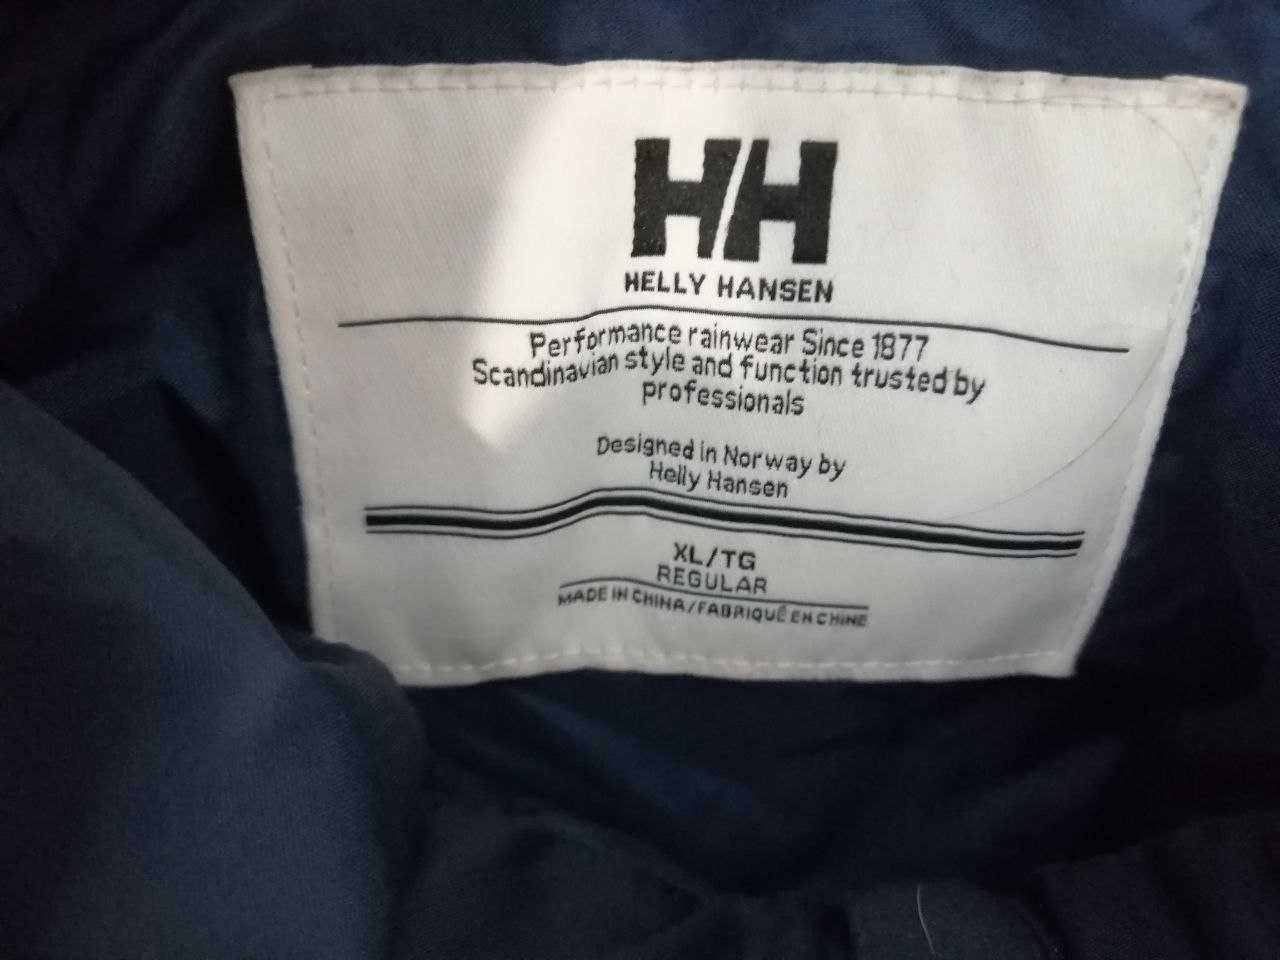 HH
HELLY HANSEN
Performance rainwear Since 1877
Scandinavian style and function trusted by
professionals
Designed in Norway by
Helly Hansen
XL/TG
REGULAR
MADE IN CHINA/FABRIQUÉ EN CHINE